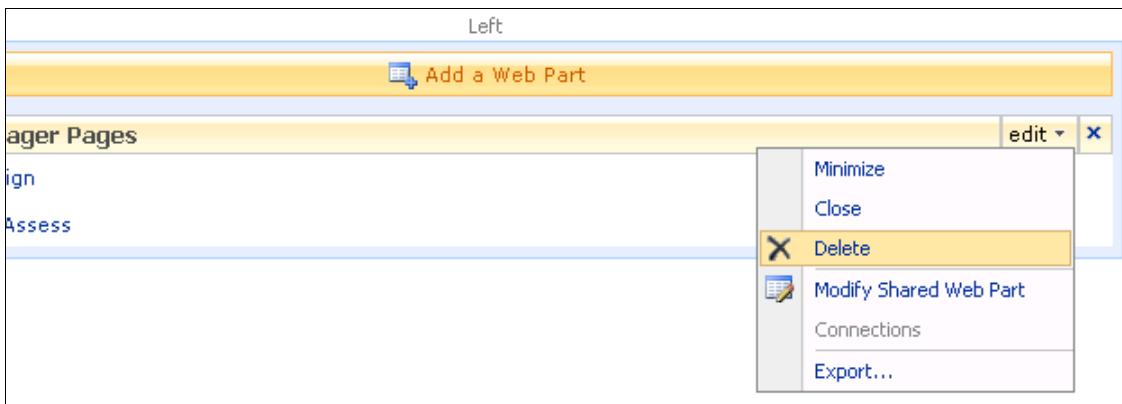 Left
Add a Web Part
ager Pages edit
ign
Assess
Minimize
Close
Delete
Modify Shared Web Part
Connections
Export...